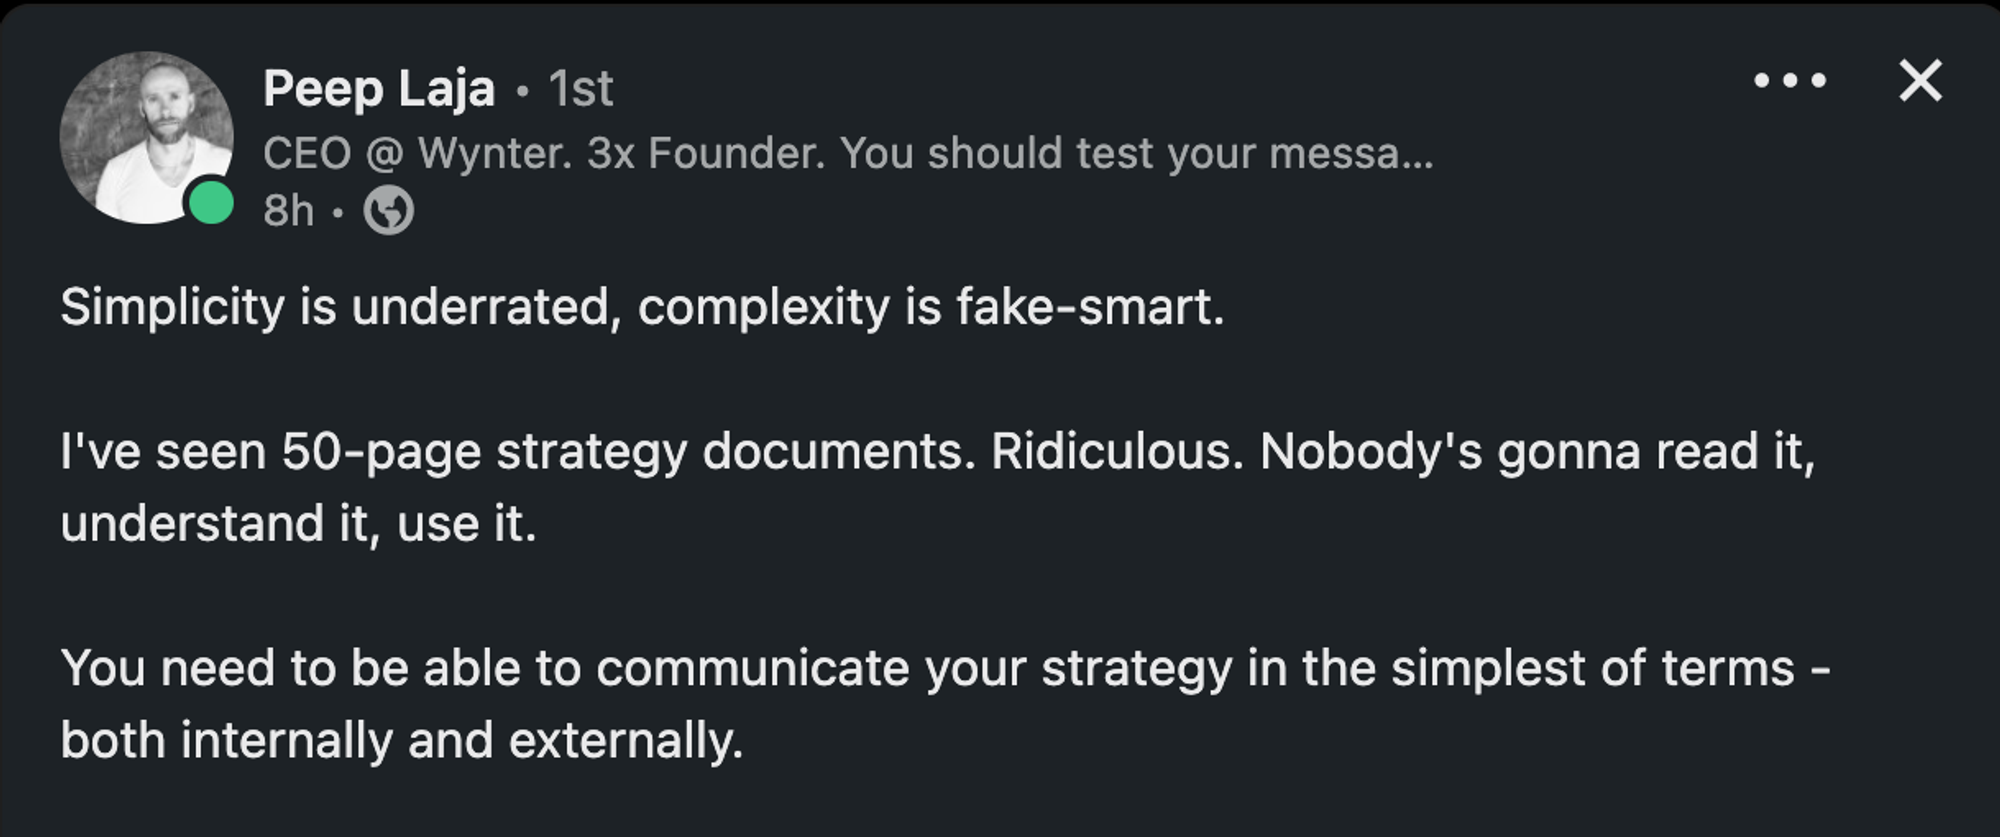 Peep Laja • 1st
CEO @ Wynter. 3x Founder. You should test your messa...
8h •
Simplicity is underrated, complexity is fake-smart.
I've seen 50-page strategy documents. Ridiculous. Nobody's gonna read it,
understand it, use it.
You need to be able to communicate your strategy in the simplest of terms -
both internally and externally.